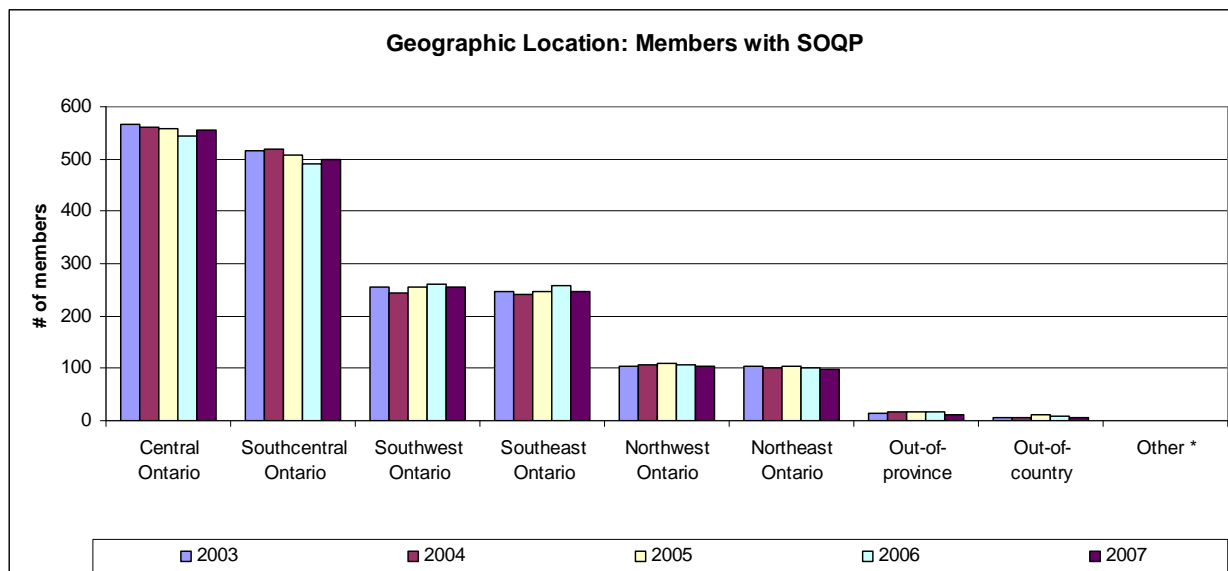 Geographic Location: Members with SOQP
# of members
600
500
400
300
200
100
0
Central
Ontario
Southcentral
Ontario
Southwest
Ontario
Southeast
Ontario
Northwest
Ontario
Northeast
Ontario
Out-of-
province
Out-of-
country
Other *
2003
2004
2005
2006
2007